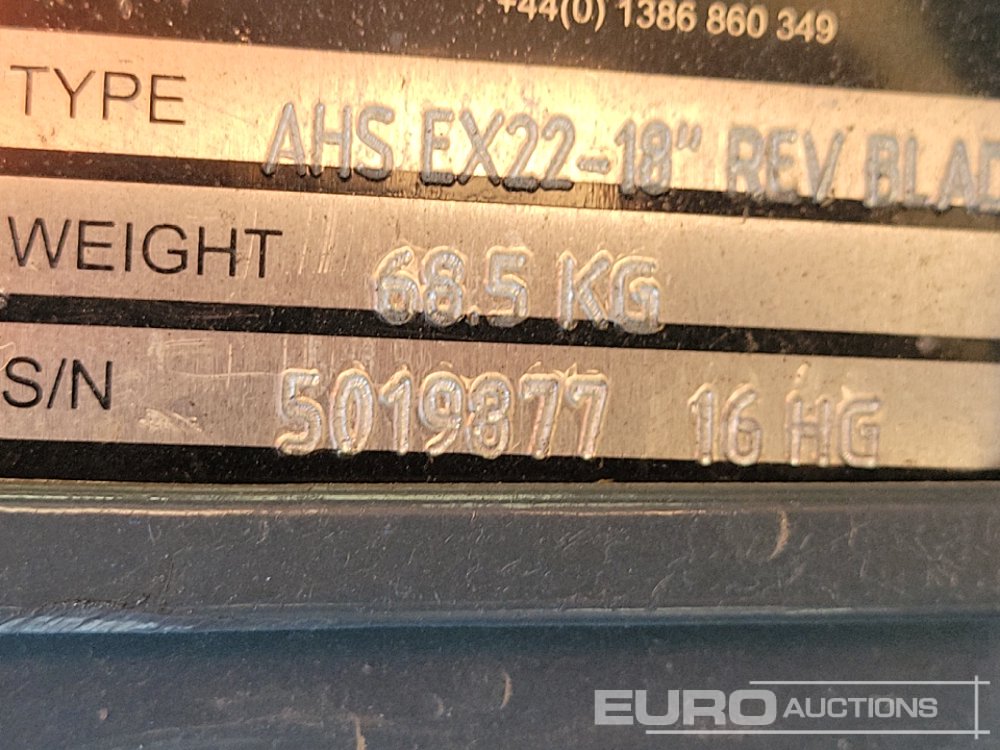 +44(0) 1386 860 349
TYPE AHS EX22-18" REV BLAD
WEIGHT 68.5 KG
S/N 5019877 16 HG
EURO AUCTIONS